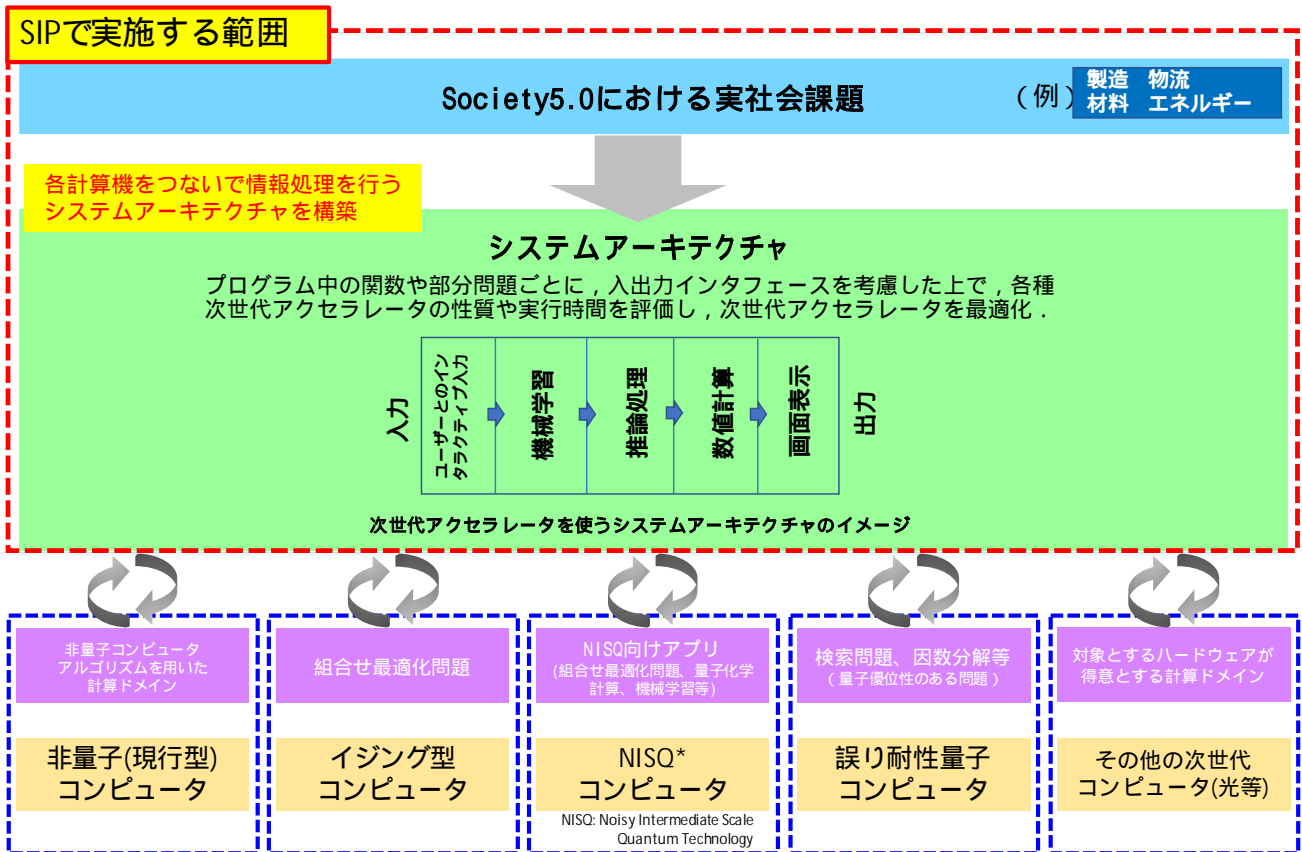 SIPで実施する範囲
Society5.0における実社会課題
(例)
製造 物流
材料 エネルギー
各計算機をつないで情報処理を行う
システムアーキテクチャを構築
システムアーキテクチャ
プログラム中の関数や部分問題ごとに，入出力インタフェースを考慮した上で，各種
次世代アクセラレータの性質や実行時間を評価し，次世代アクセラレータを最適化．
入力
ユーザーとのイン
タラクティブ入力
機械学習
推論処理
数値計算
画面表示
出力
次世代アクセラレータを使うシステムアーキテクチャのイメージ
非量子コンピュータ
アルゴリズムを用いた
計算ドメイン
非量子(現行型)
コンピュータ
組合せ最適化問題
イジング型
コンピュータ
NISQ向けアプリ
(組合せ最適化問題、量子化学
計算、機械学習等)
NISQ*
コンピュータ
NISQ: Noisy Intermediate Scale
Quantum Technology
検索問題、因数分解等
(量子優位性のある問題)
誤り耐性量子
コンピュータ
対象とするハードウェアが
得意とする計算ドメイン
その他の次世代
コンピュータ(光等)